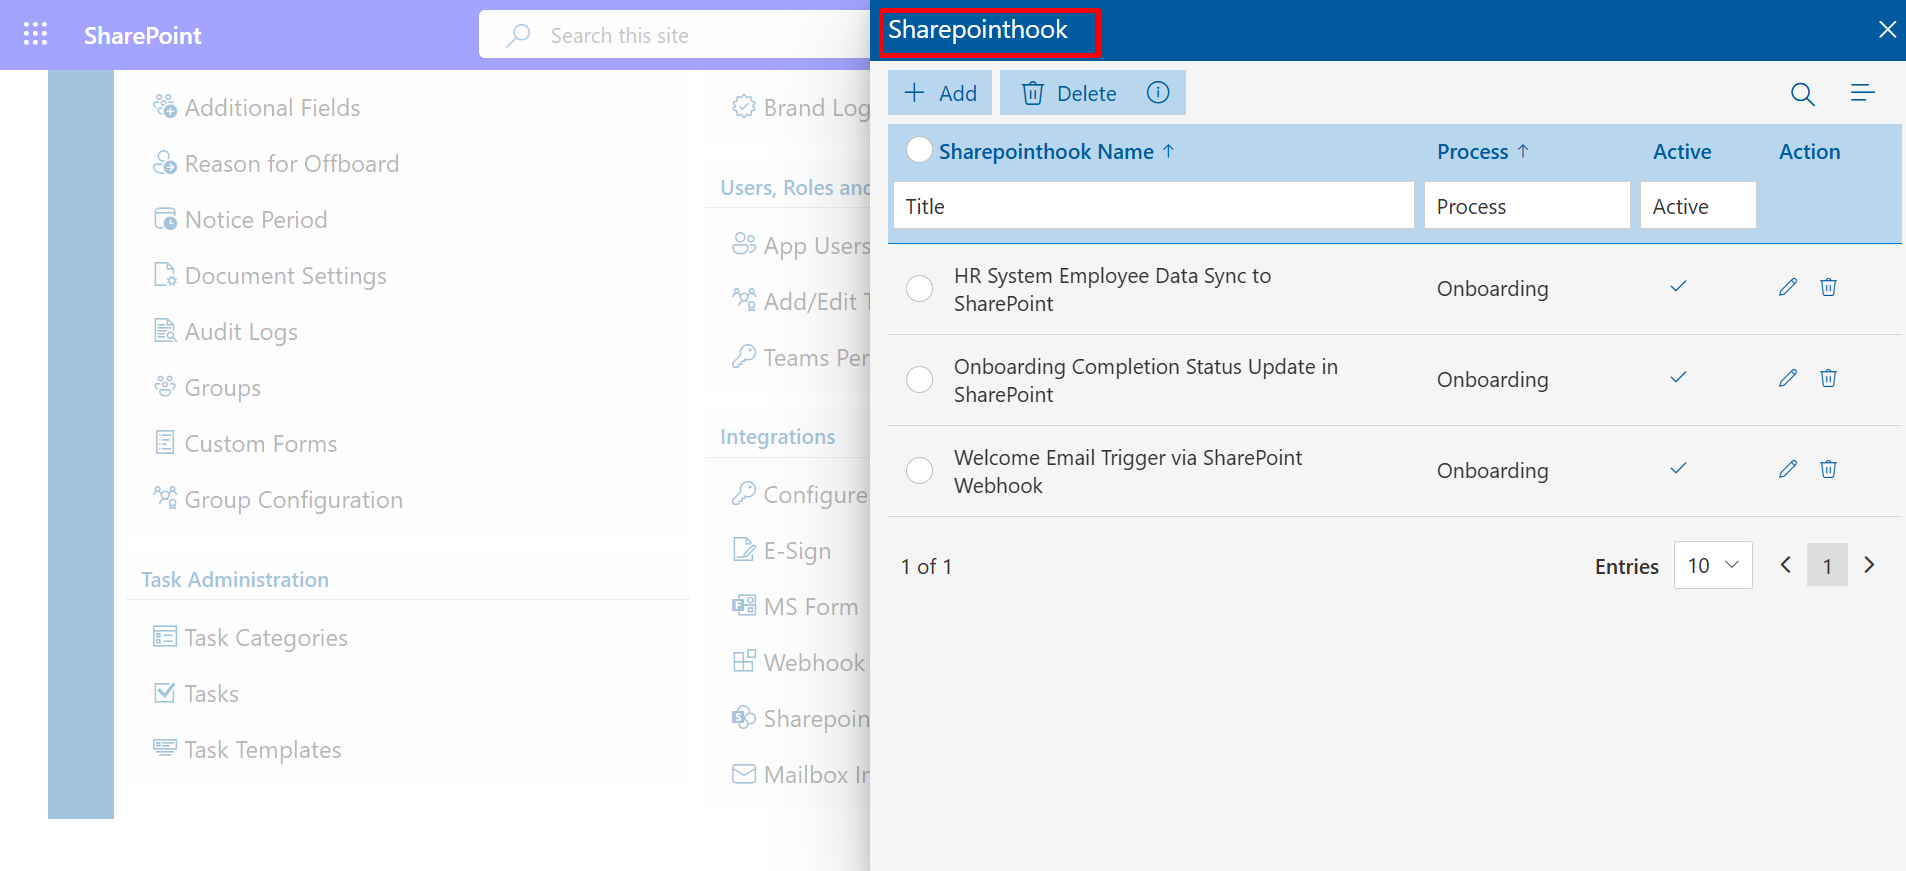 SharePoint
Search this site
Additional Fields
Reason for Offboard
Notice Period
Document Settings
Audit Logs
Groups
Custom Forms
Group Configuration
Task Administration
Task Categories
Tasks
Task Templates
Brand Log
Users, Roles and
App Users
Add/Edit T
Teams Per
Integrations
Configure
E-Sign
MS Form
Webhook
Sharepoin
Mailbox In
Sharepointhook
Add Delete
Sharepointhook Name Process Active Action
Title Process Active
HR System Employee Data Sync to
SharePoint
Onboarding
Onboarding Completion Status Update in
SharePoint
Onboarding
Welcome Email Trigger via SharePoint
Webhook
Onboarding
1 of 1 Entries 10 1